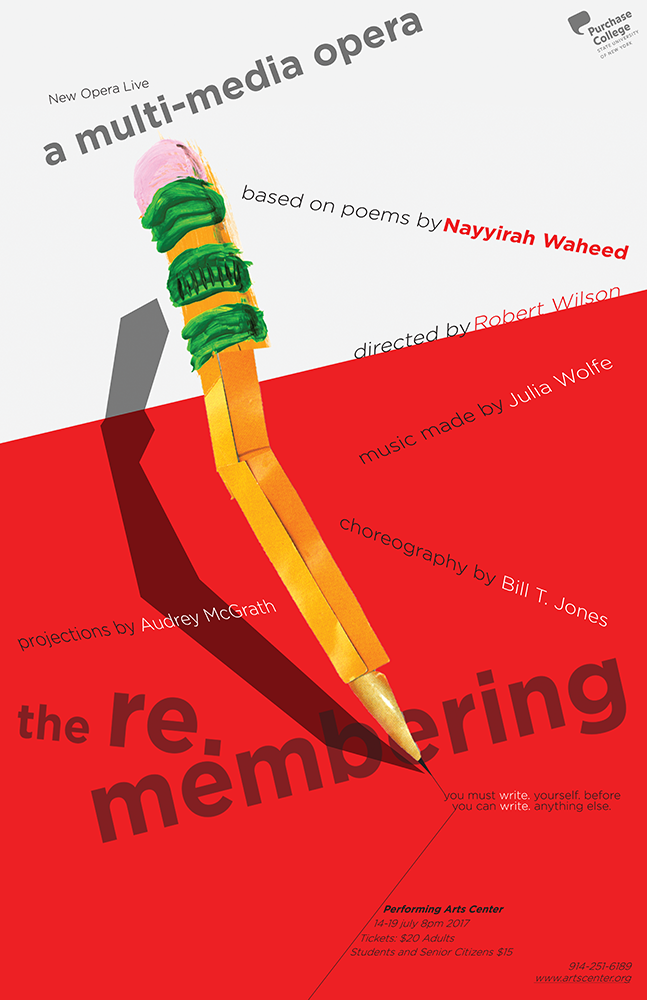 Purchase
College
STATE UNIVERSITY
OF NEW YORK
New Opera Live
a multi-media opera
based on poems by Nayyirah Waheed
directed by Robert Wilson
music made by Julia Wolfe
choreography by Bill T. Jones
projections by Audrey McGrath
the re.
membering
you must write. yourself. before
you can write. anything else.
Performing Arts Center
14-19 july 8pm 2017
Tickets: $20 Adults
Students and Senior Citizens $15
914-251-6189
www.artscenter.org